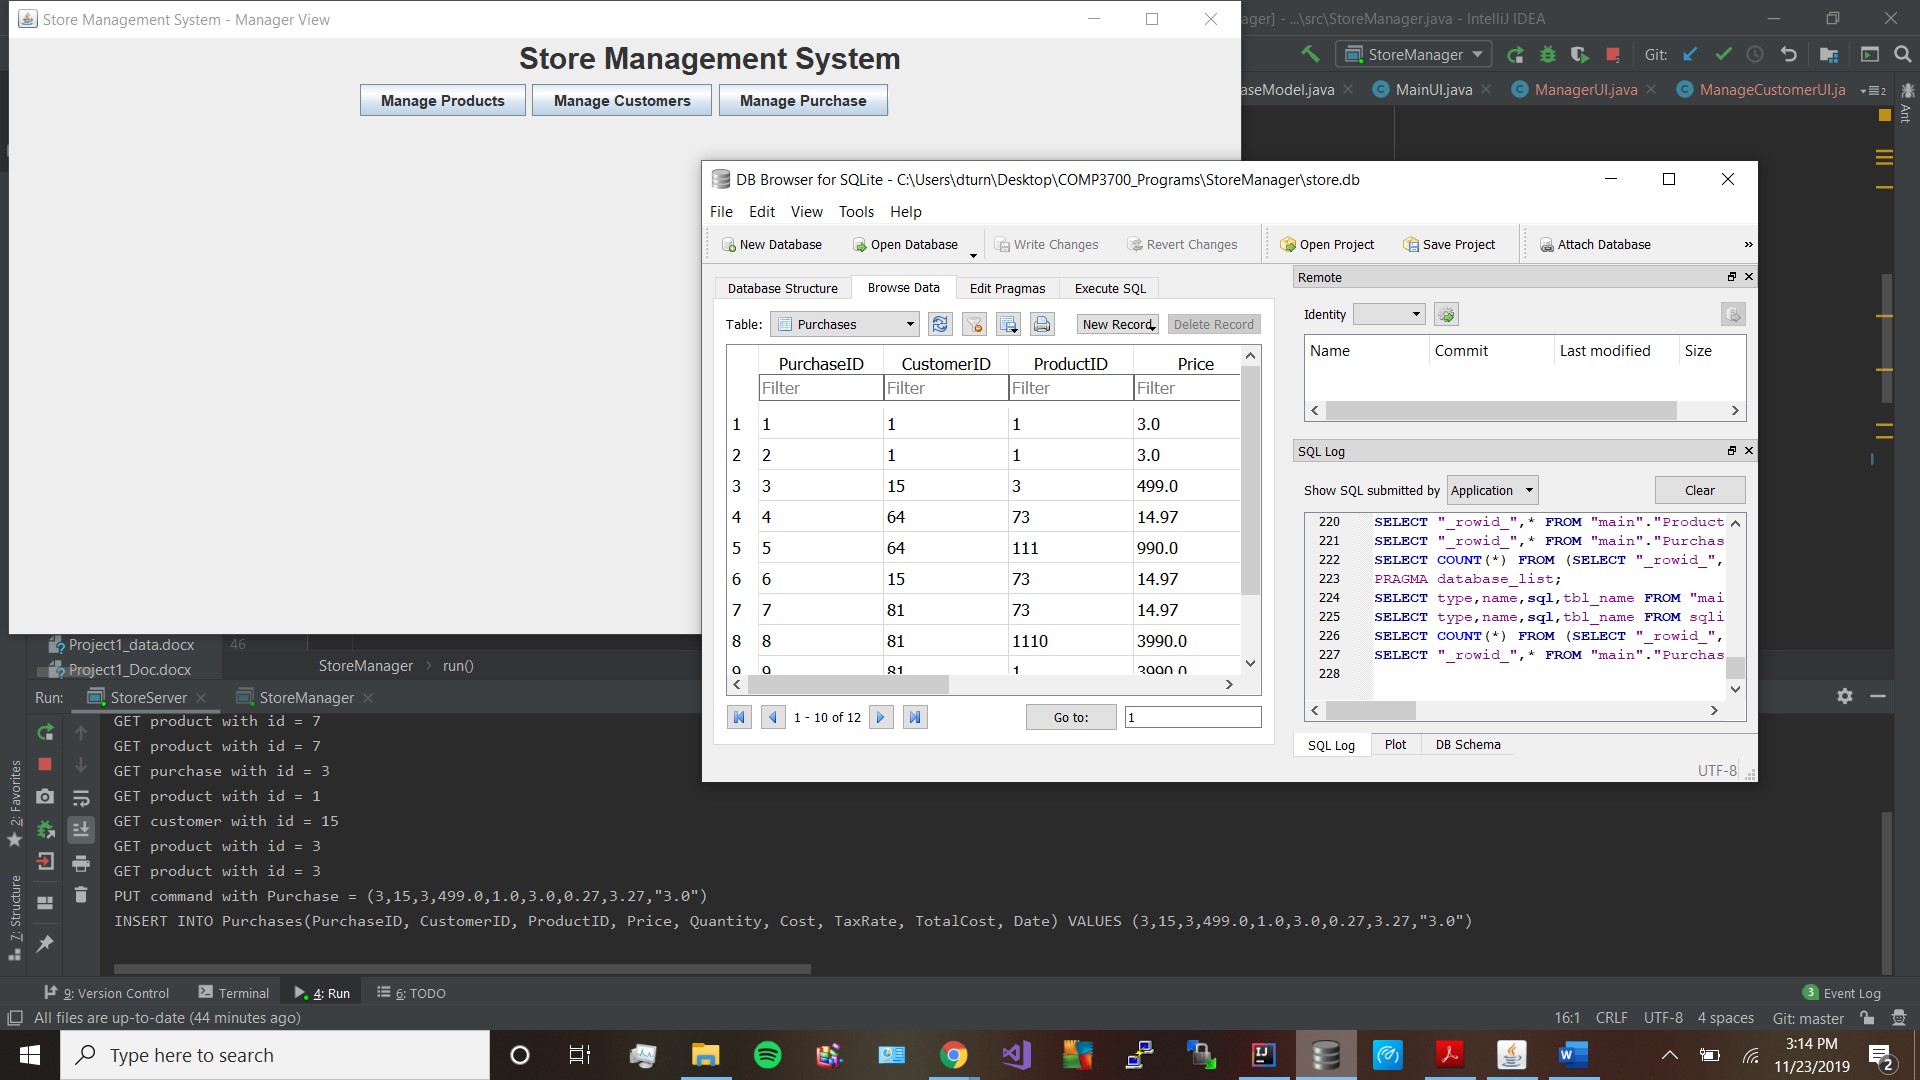 Store Management System - Manager View
ager] - ...\src\StoreManager.java - IntelliJ IDEA
Store Management System
Manage Products
Manage Customers
Manage Purchase
StoreManager
Git:
aseModel.java
MainUI.java
ManagerUI.java
ManageCustomerUI.ja
2
Ant
DB Browser for SQLite - C:\Users\dturn\Desktop\COMP3700_Programs\StoreManager\store.db
File Edit View Tools Help
New Database Open Database Write Changes Revert Changes Open Project Save Project Attach Database »
Database Structure Browse Data Edit Pragmas Execute SQL
Table: Purchases New Record Delete Record
PurchaseID CustomerID ProductID Price
Filter Filter Filter Filter
1 1 1 1 3.0
2 2 1 1 3.0
3 3 15 3 499.0
4 4 64 73 14.97
5 5 64 111 990.0
6 6 15 73 14.97
7 7 81 73 14.97
8 8 81 1110 3990.0
9 9 81 1 3990.0
1 - 10 of 12 Go to: 1
Remote
Identity
Name Commit Last modified Size
SQL Log
Show SQL submitted by Application Clear
220 SELECT "_rowid_",* FROM "main"."Product
221 SELECT "_rowid_",* FROM "main"."Purchas
222 SELECT COUNT(*) FROM (SELECT "_rowid_",
223 PRAGMA database_list;
224 SELECT type,name,sql,tbl_name FROM "mai
225 SELECT type,name,sql,tbl_name FROM sqli
226 SELECT COUNT(*) FROM (SELECT "_rowid_",
227 SELECT "_rowid_",* FROM "main"."Purchas
228
SQL Log Plot DB Schema
UTF-8
Project1_data.docx
46
Project1_Doc.docx
StoreManager › run()
Run: StoreServer StoreManager
GET product with id = 7
GET product with id = 7
GET purchase with id = 3
GET product with id = 1
GET customer with id = 15
GET product with id = 3
GET product with id = 3
PUT command with Purchase = (3,15,3,499.0,1.0,3.0,0.27,3.27,"3.0")
INSERT INTO Purchases(PurchaseID, CustomerID, ProductID, Price, Quantity, Cost, TaxRate, TotalCost, Date) VALUES (3,15,3,499.0,1.0,3.0,0.27,3.27,"3.0")
2: Favorites
7: Structure
9: Version Control Terminal 4: Run 6: TODO
3 Event Log
All files are up-to-date (44 minutes ago)
16:1 CRLF UTF-8 4 spaces Git: master
Type here to search
3:14 PM
11/23/2019
2